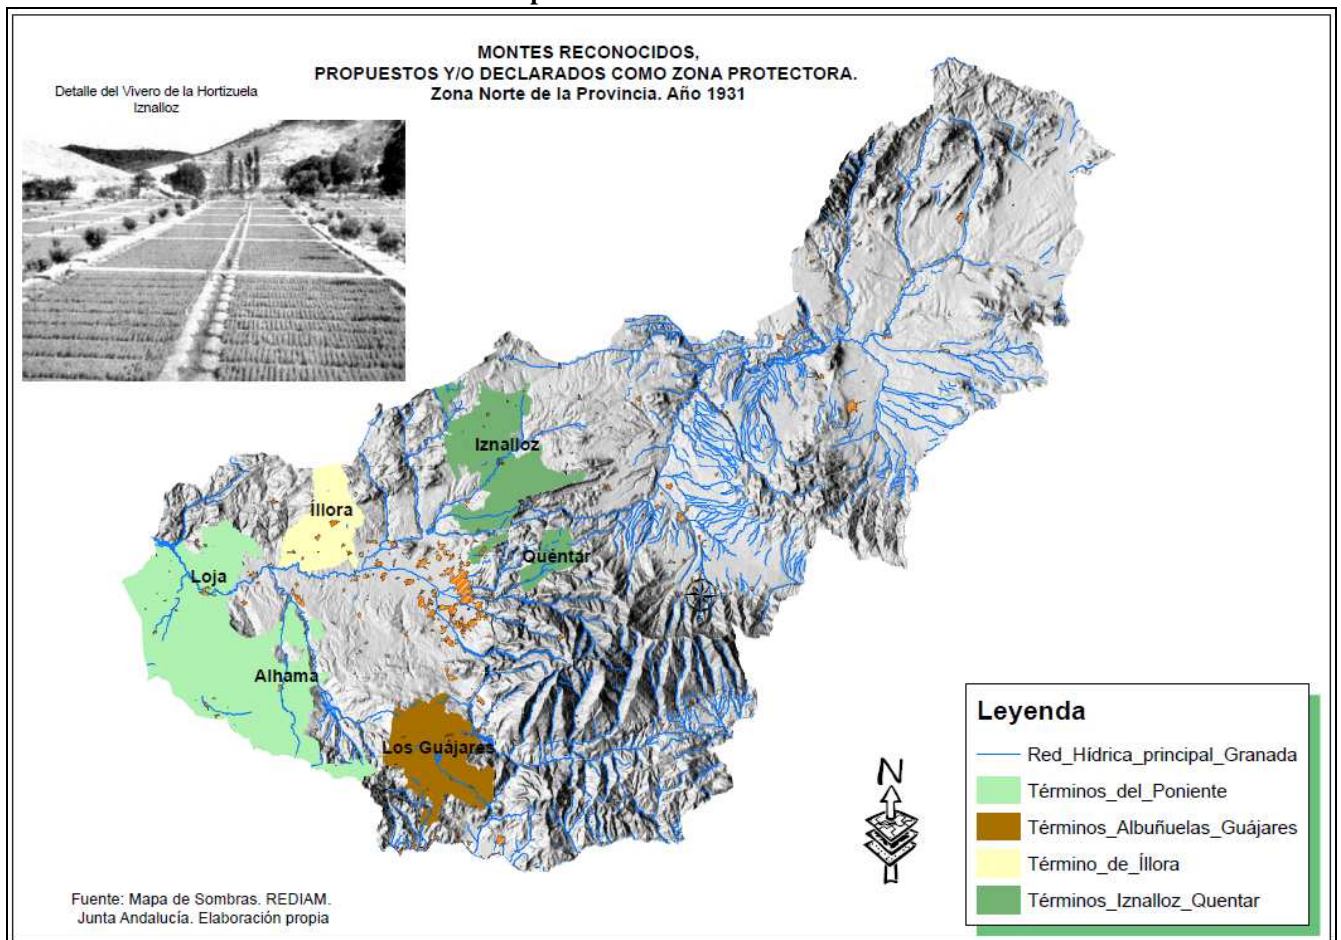 MONTES RECONOCIDOS,
PROPUESTOS Y/O DECLARADOS COMO ZONA PROTECTORA.
Zona Norte de la Provincia. Año 1931
Detalle del Vivero de la Hortizuela
Iznalloz
Iznalloz
Íllora
Quéntar
Loja
Alhama
Los Guájares
Leyenda
Red_Hídrica_principal_Granada
Términos_del_Poniente
Términos_Albuñuelas_Guájares
Término_de_Íllora
Términos_Iznalloz_Quentar
N
Fuente: Mapa de Sombras. REDIAM.
Junta Andalucía. Elaboración propia